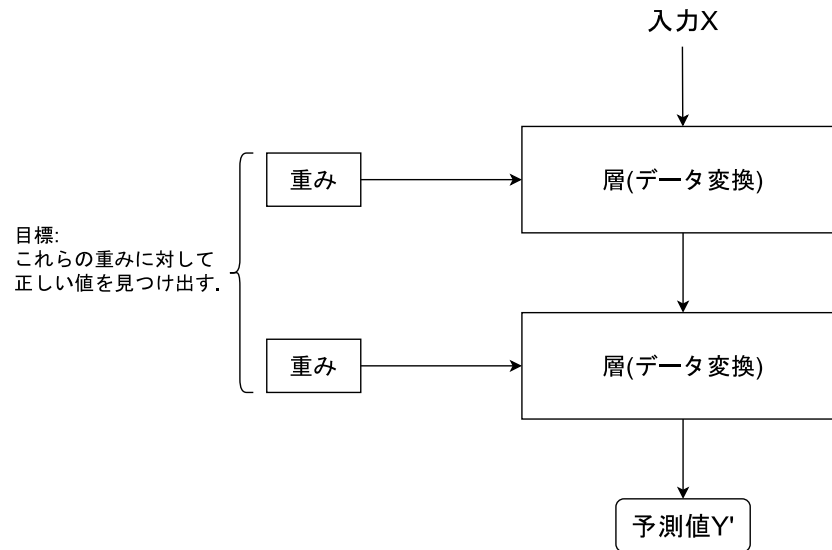 入力X
重み
層(データ変換)
目標:
これらの重みに対して
正しい値を見つけ出す.
重み
層(データ変換)
予測値Y'